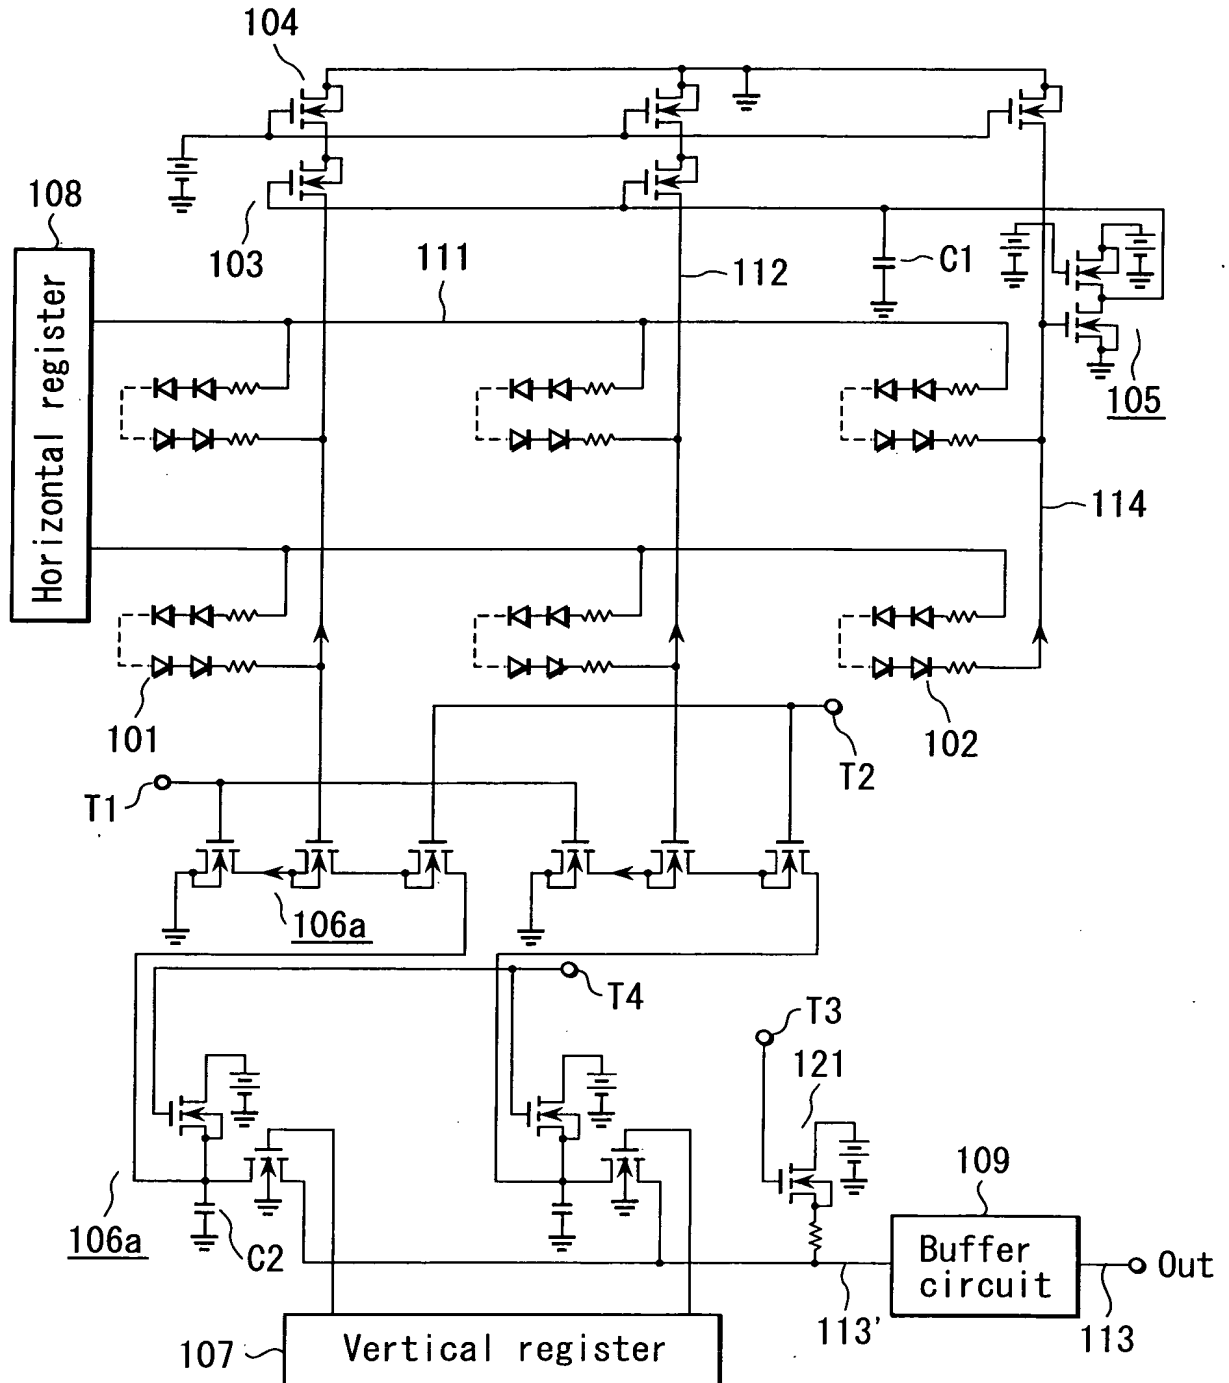 104
108
103
111
112
C1
Horizontal register
105
114
101
102
T2
T1
106a
T4
T3
121
109
106a
C2
Buffer
circuit
Out
113'
113
107
Vertical register